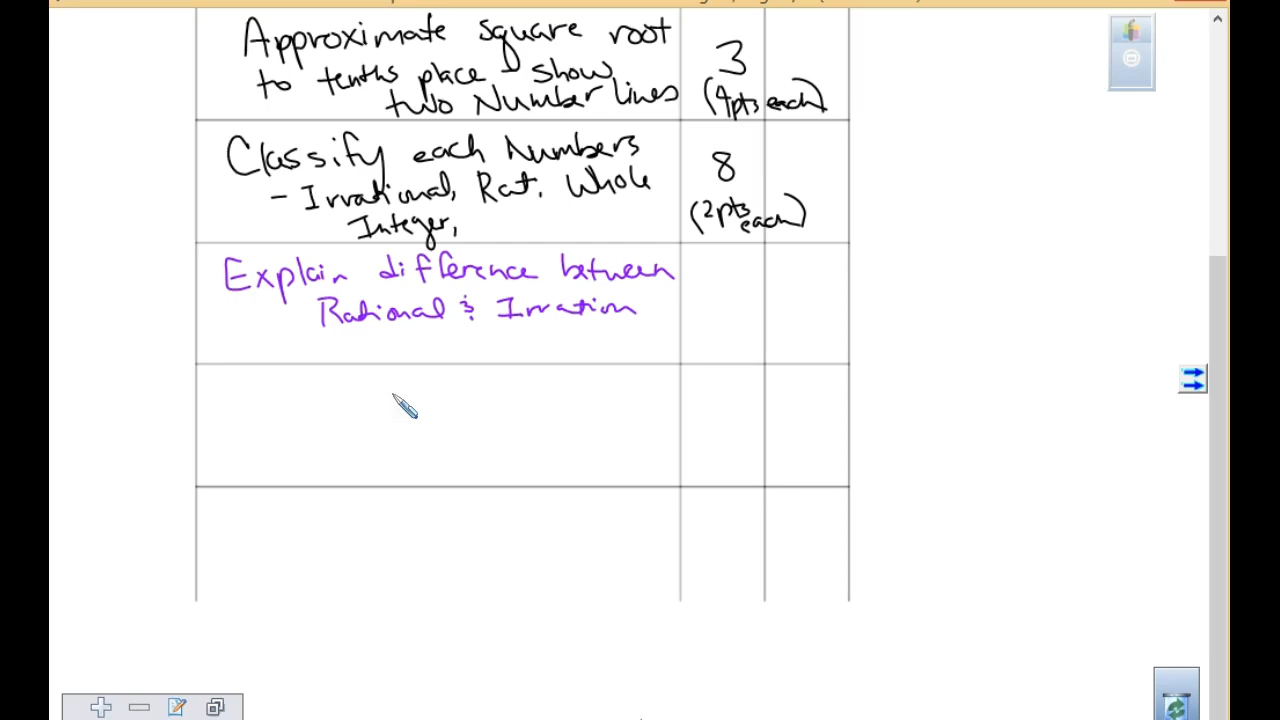 Approximate square root
to tenths place - show
two Number lines
3
(4pts each)
Classify each Numbers
- Irrational, Rat. Whole
Integer,
8
(2pts each)
Explain difference between
Rational & Irration